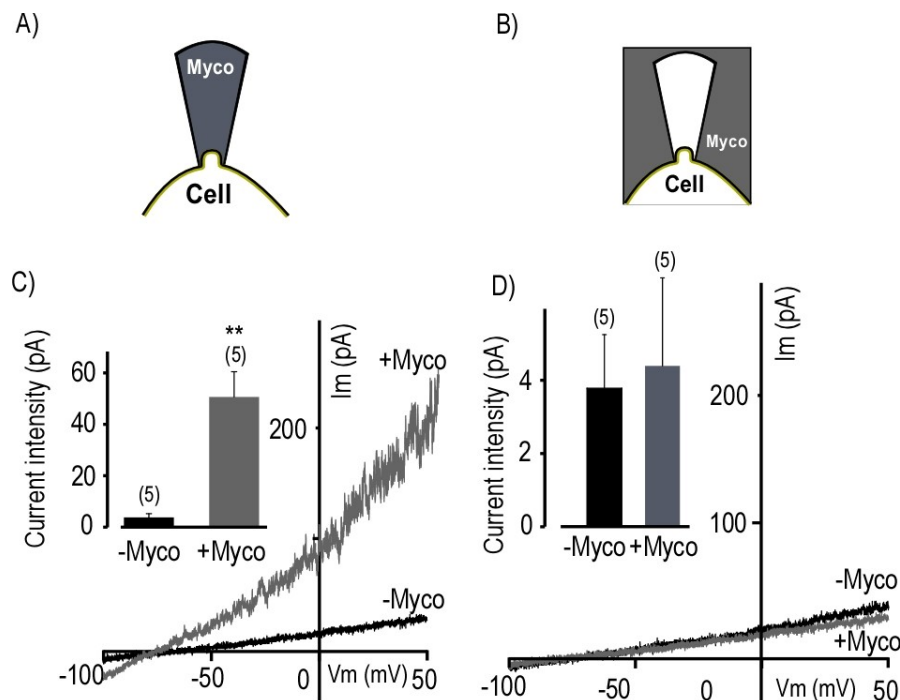 A)
Myco
Cell
B)
Myco
Cell
C)
Current intensity (pA)
60
40
20
0
(5)
**
(5)
-Myco
+Myco
Im (pA)
200
+Myco
-Myco
-100
-50
0
Vm (mV)
50
D)
Current intensity (pA)
4
2
0
(5)
(5)
-Myco
+Myco
Im (pA)
200
100
-Myco
+Myco
-100
-50
0
Vm (mV)
50